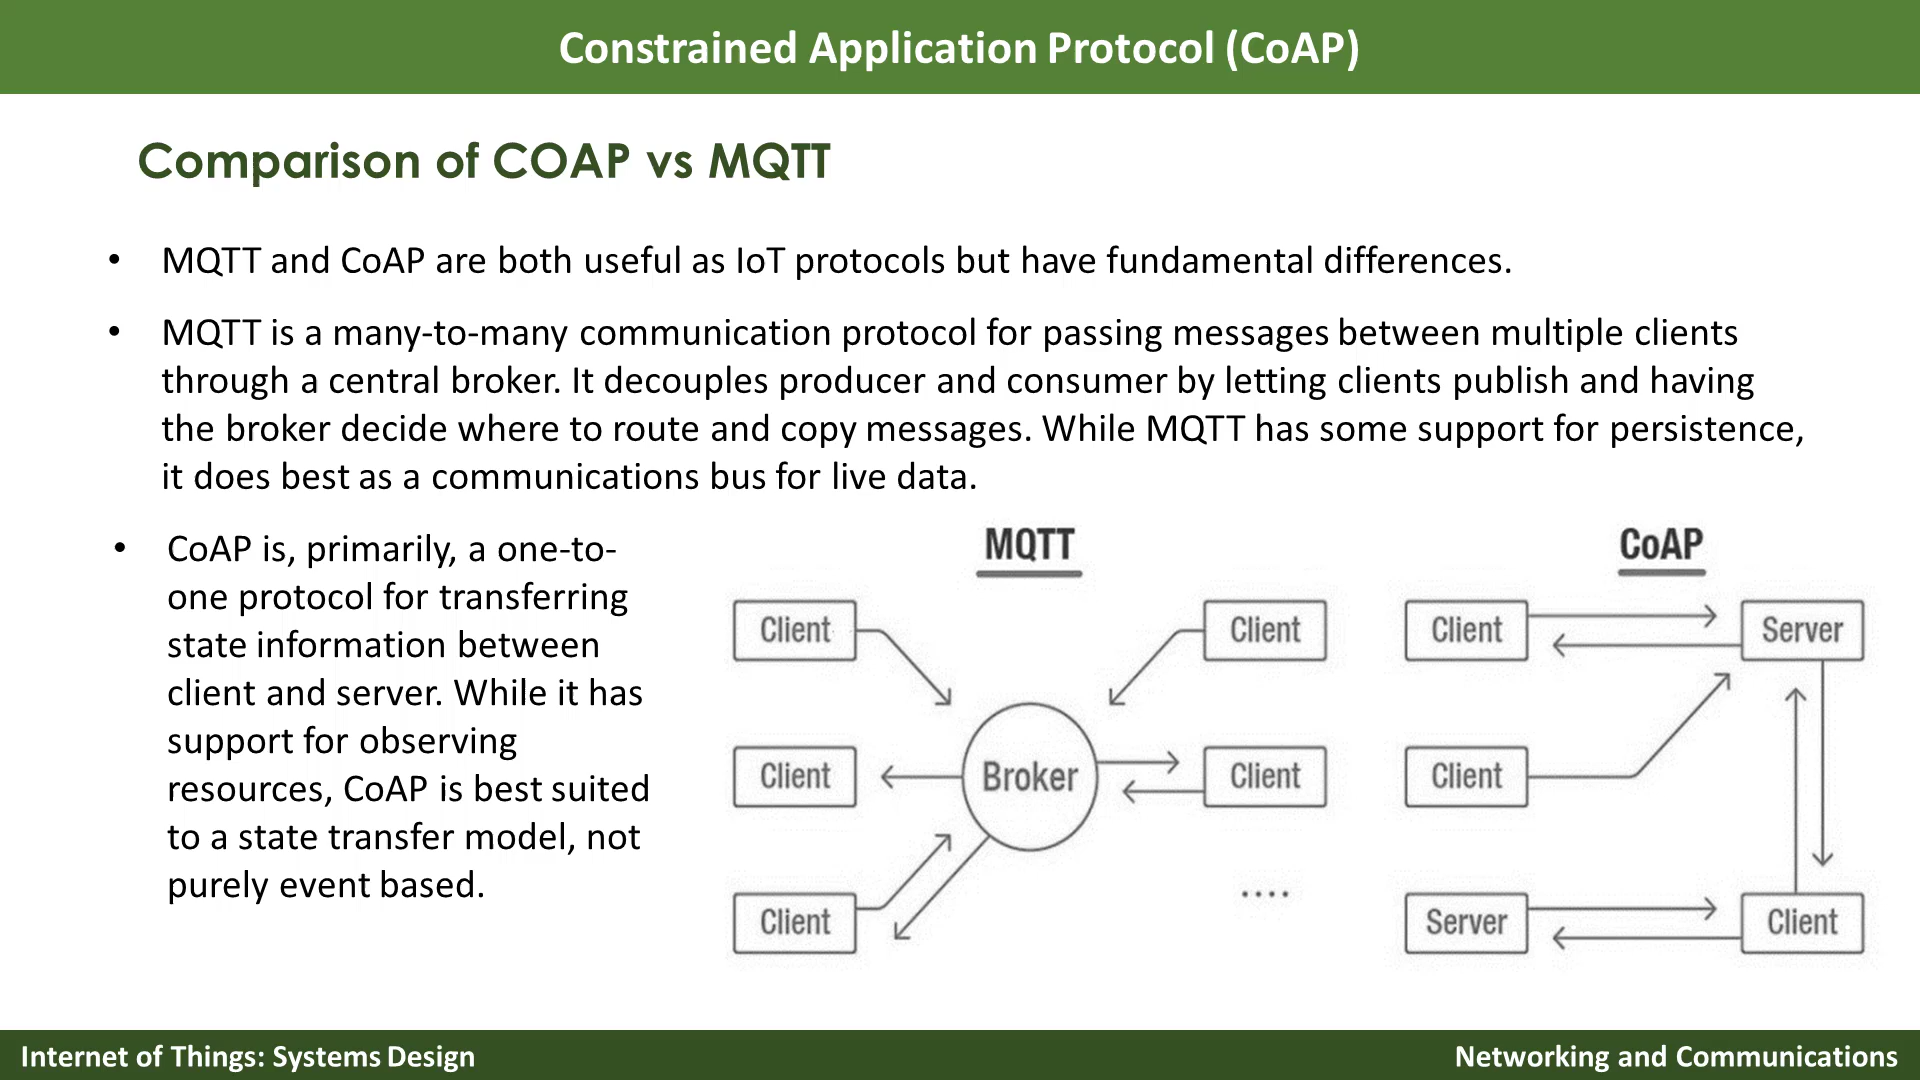 Constrained Application Protocol (CoAP)
Comparison of COAP vs MQTT
• MQTT and CoAP are both useful as IoT protocols but have fundamental differences.
• MQTT is a many-to-many communication protocol for passing messages between multiple clients
through a central broker. It decouples producer and consumer by letting clients publish and having
the broker decide where to route and copy messages. While MQTT has some support for persistence,
it does best as a communications bus for live data.
• CoAP is, primarily, a one-to-
one protocol for transferring
state information between
client and server. While it has
support for observing
resources, CoAP is best suited
to a state transfer model, not
purely event based.
MQTT
Client
Client
Client
Broker
Client
Client
....
CoAP
Client
Server
Client
Server
Client
Internet of Things: Systems Design
Networking and Communications